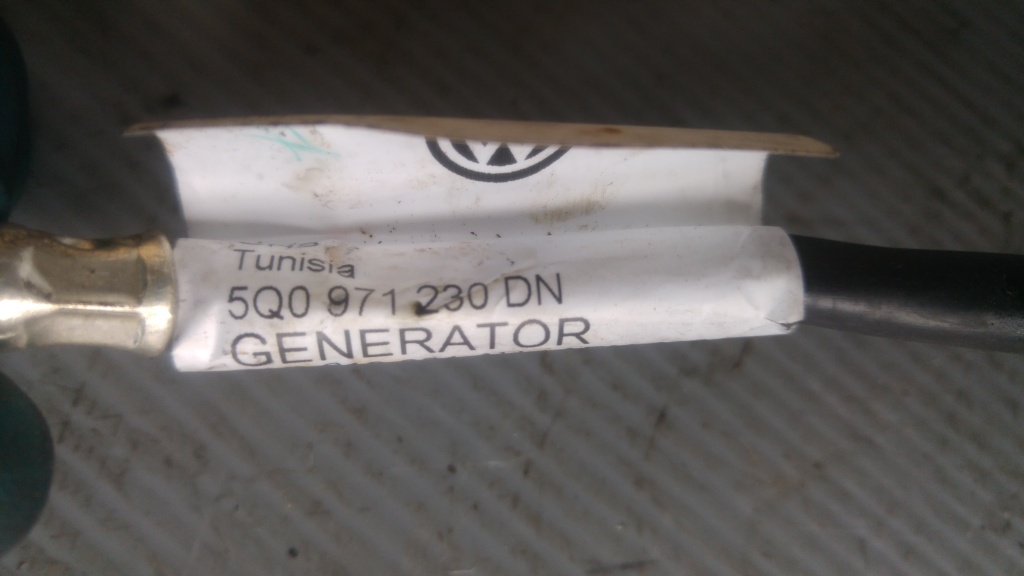 Tunisia
5Q0 971 230 DN
GENERATOR